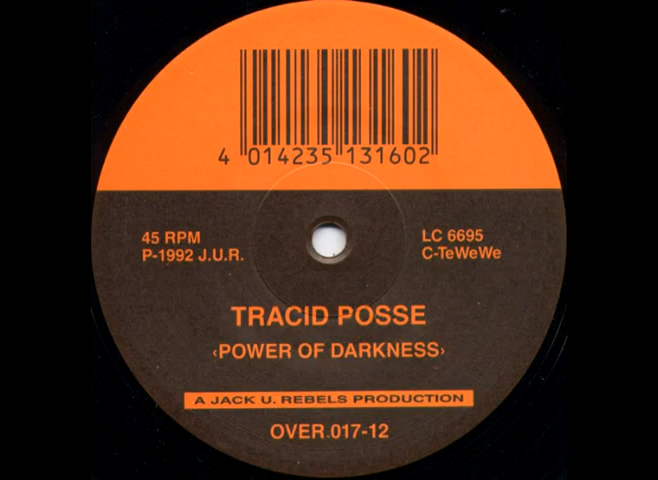 4 014235 131602
45 RPM
P-1992 J.U.R.
LC 6695
C-TeWeWe
TRACID POSSE
‹POWER OF DARKNESS›
A JACK U. REBELS PRODUCTION
OVER 017-12